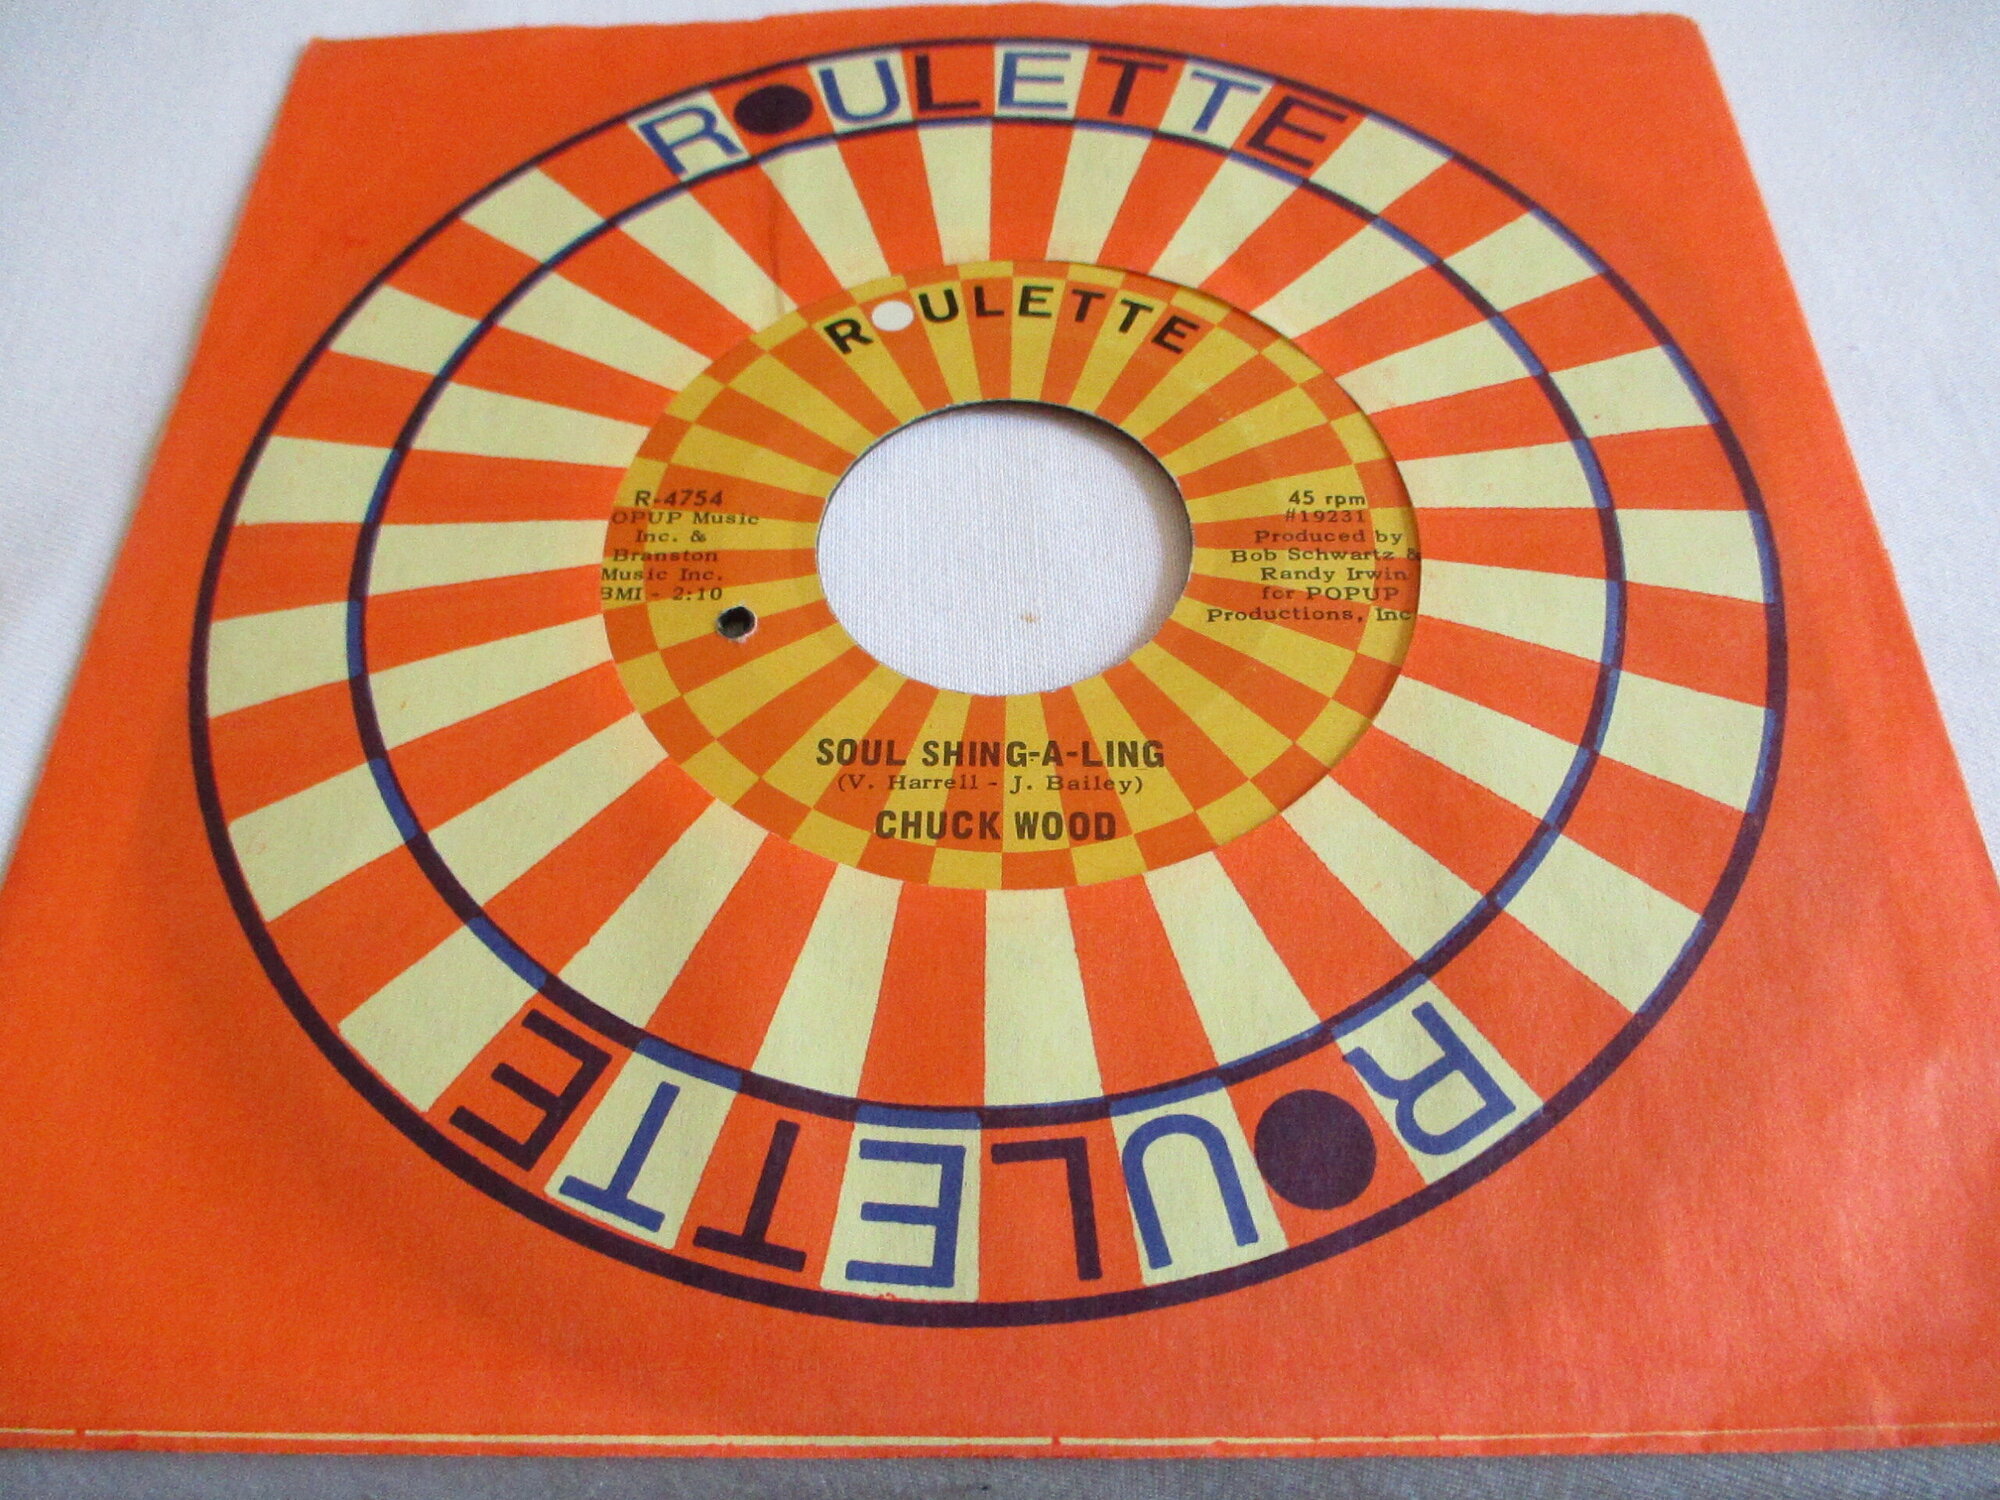 ROULETTE
ROULETTE
R-4754
OPUP Music
Inc. &
Branston
Music Inc.
BMI - 2:10
45 rpm
#19231
Produced by
Bob Schwartz &
Randy Irwin
for POPUP
Productions, Inc
SOUL SHING-A-LING
(V. Harrell - J. Bailey)
CHUCK WOOD
ROULETTE